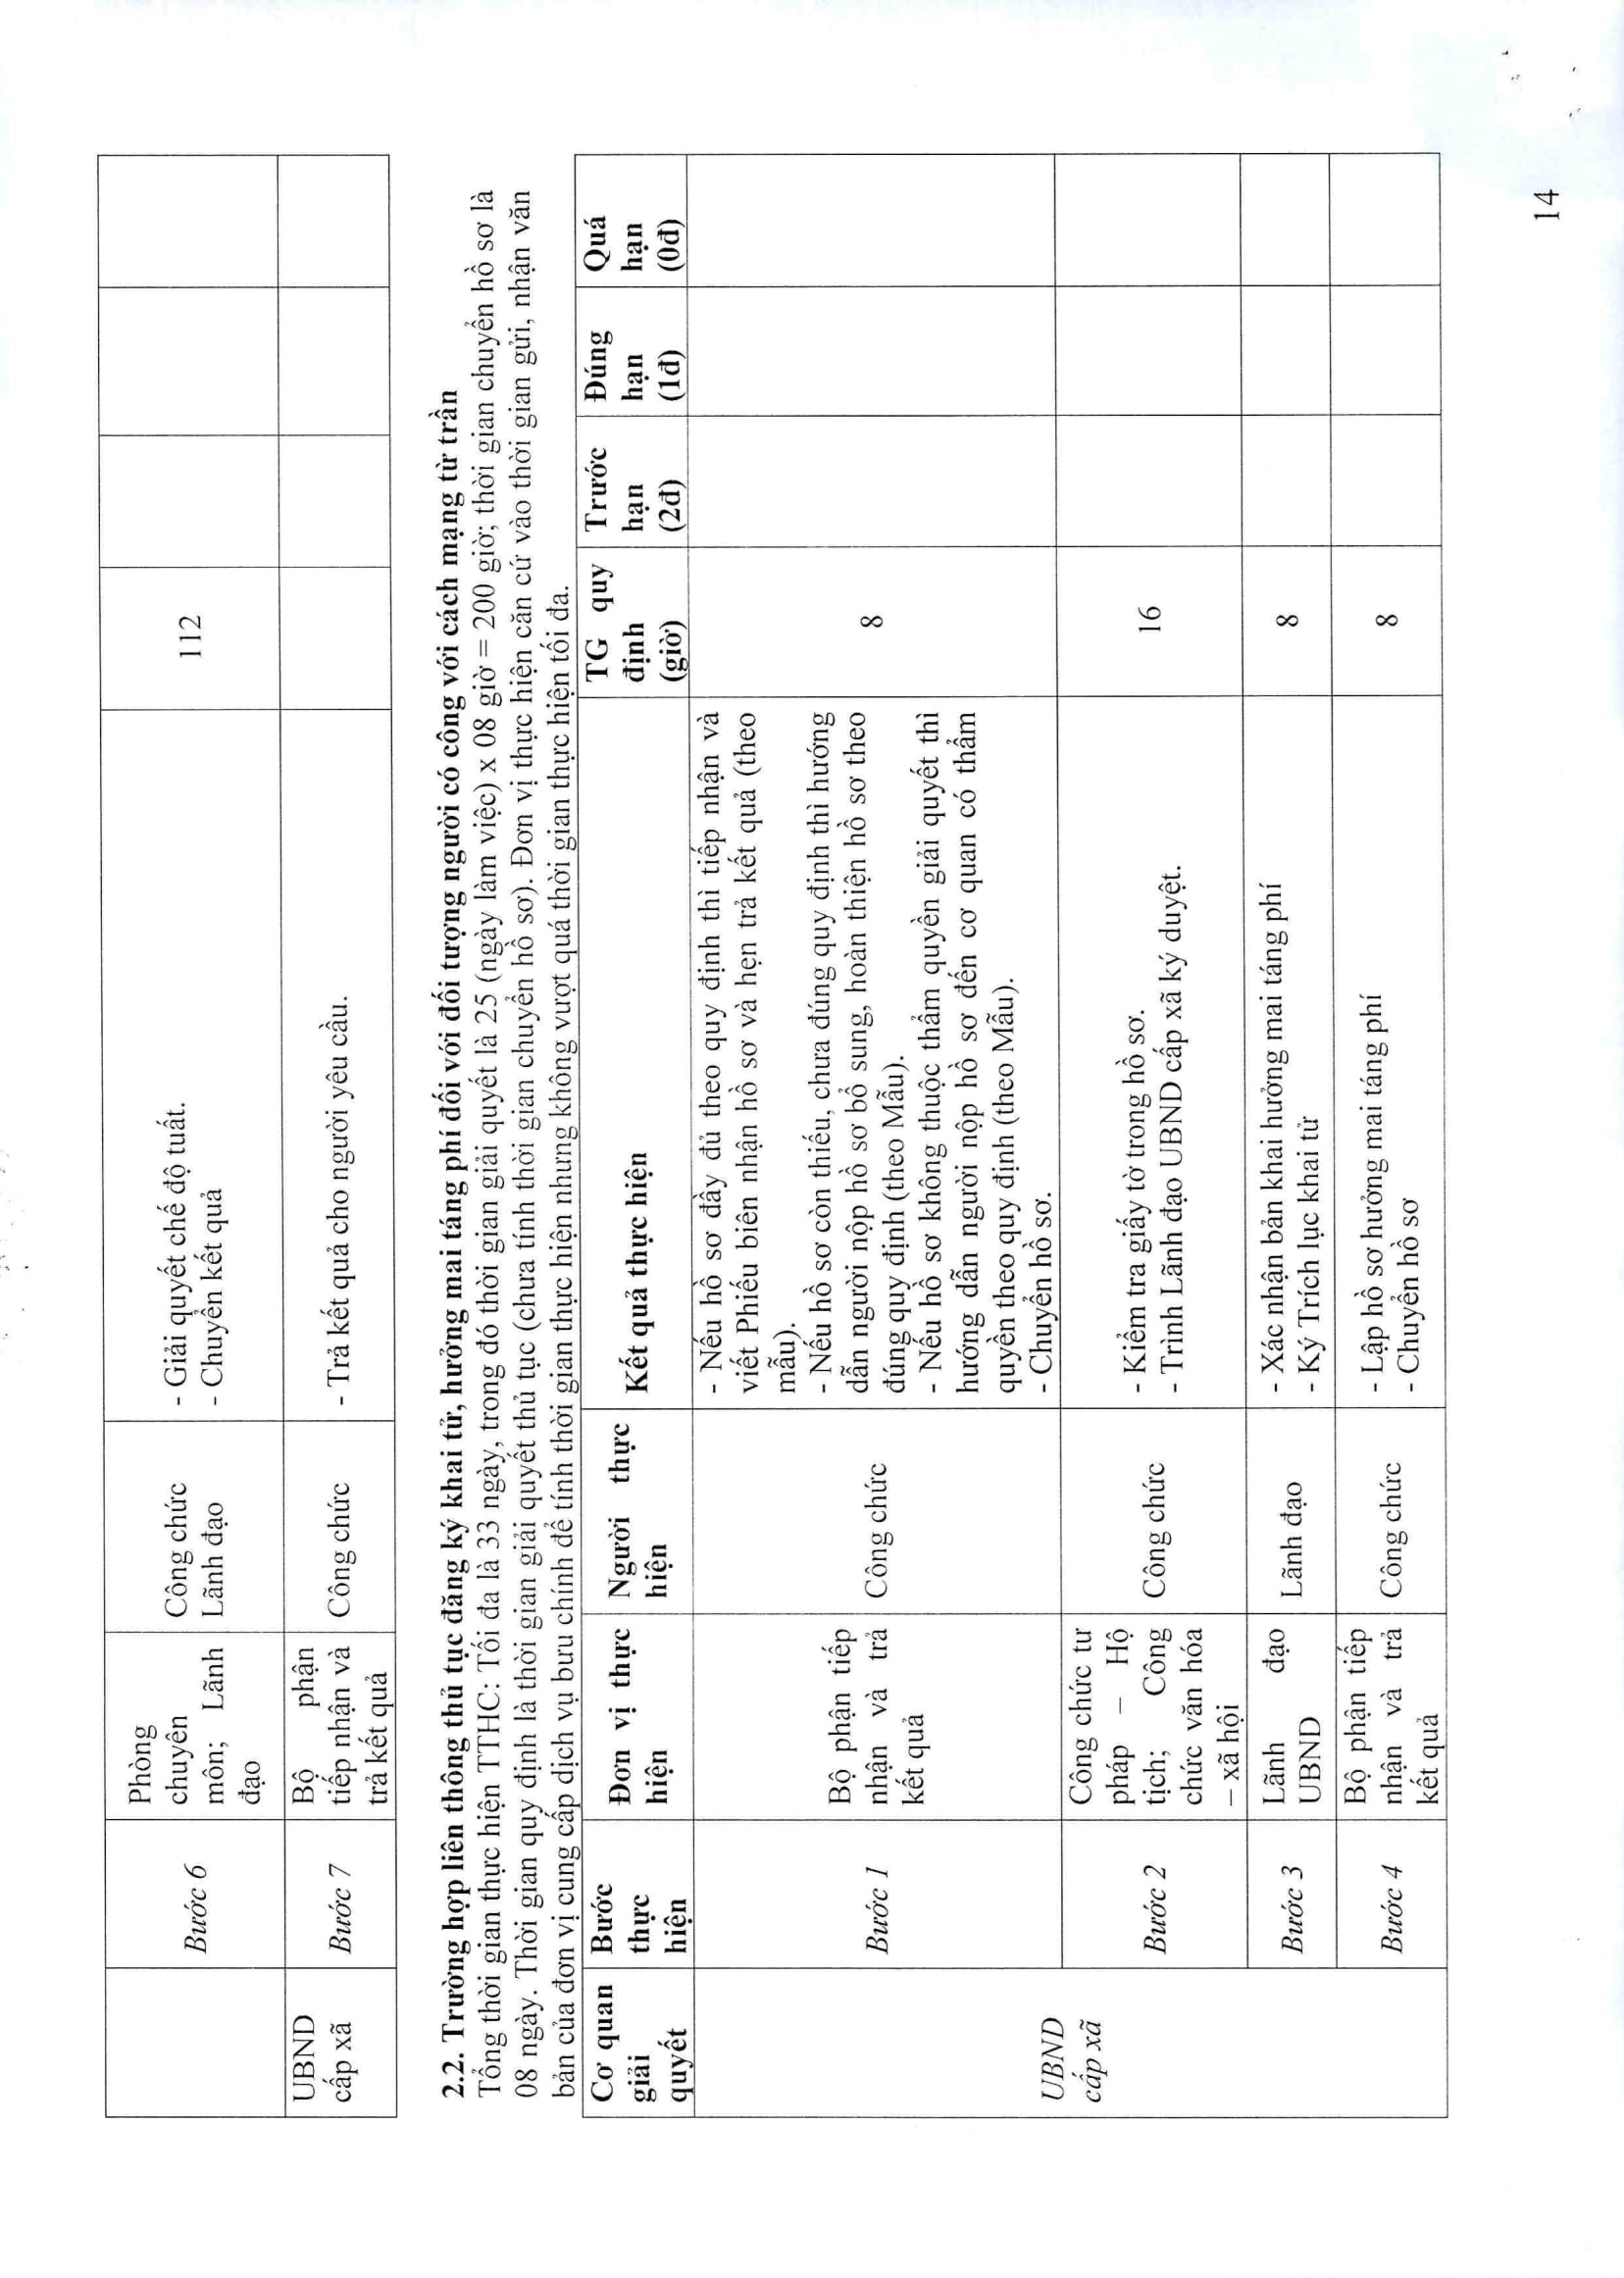 Bước 6
Phòng
chuyên
môn; Lãnh
đạo
Công chức
Lãnh đạo
- Giải quyết chế độ tuất.
- Chuyển kết quả
112
UBND
cấp xã
Bước 7
Bộ phận
tiếp nhận và
trả kết quả
Công chức
- Trả kết quả cho người yêu cầu.
2.2. Trường hợp liên thông thủ tục đăng ký khai tử, hưởng mai táng phí đối với đối tượng người có công với cách mạng từ trần
Tổng thời gian thực hiện TTHC: Tối đa là 33 ngày, trong đó thời gian giải quyết là 25 (ngày làm việc) x 08 giờ = 200 giờ; thời gian chuyển hồ sơ là
08 ngày. Thời gian quy định là thời gian giải quyết thủ tục (chưa tính thời gian chuyển hồ sơ). Đơn vị thực hiện căn cứ vào thời gian gửi, nhận văn
bản của đơn vị cung cấp dịch vụ bưu chính để tính thời gian thực hiện nhưng không vượt quá thời gian thực hiện tối đa.
Cơ quan
giải
quyết
Bước
thực
hiện
Đơn vị thực
hiện
Người thực
hiện
Kết quả thực hiện
TG quy
định
(giờ)
Trước
hạn
(2đ)
Đúng
hạn
(1đ)
Quá
hạn
(0đ)
UBND
cấp xã
Bước 1
Bộ phận tiếp
nhận và trả
kết quả
Công chức
- Nếu hồ sơ đầy đủ theo quy định thì tiếp nhận và
viết Phiếu biên nhận hồ sơ và hẹn trả kết quả (theo
mẫu).
- Nếu hồ sơ còn thiếu, chưa đúng quy định thì hướng
dẫn người nộp hồ sơ bổ sung, hoàn thiện hồ sơ theo
đúng quy định (theo Mẫu).
- Nếu hồ sơ không thuộc thẩm quyền giải quyết thì
hướng dẫn người nộp hồ sơ đến cơ quan có thẩm
quyền theo quy định (theo Mẫu).
- Chuyển hồ sơ.
8
Bước 2
Công chức tư
pháp – Hộ
tịch; Công
chức văn hóa
– xã hội
Công chức
- Kiểm tra giấy tờ trong hồ sơ.
- Trình Lãnh đạo UBND cấp xã ký duyệt.
16
Bước 3
Lãnh đạo
UBND
Lãnh đạo
- Xác nhận bản khai hưởng mai táng phí
- Ký Trích lục khai tử
8
Bước 4
Bộ phận tiếp
nhận và trả
kết quả
Công chức
- Lập hồ sơ hưởng mai táng phí
- Chuyển hồ sơ
8
14